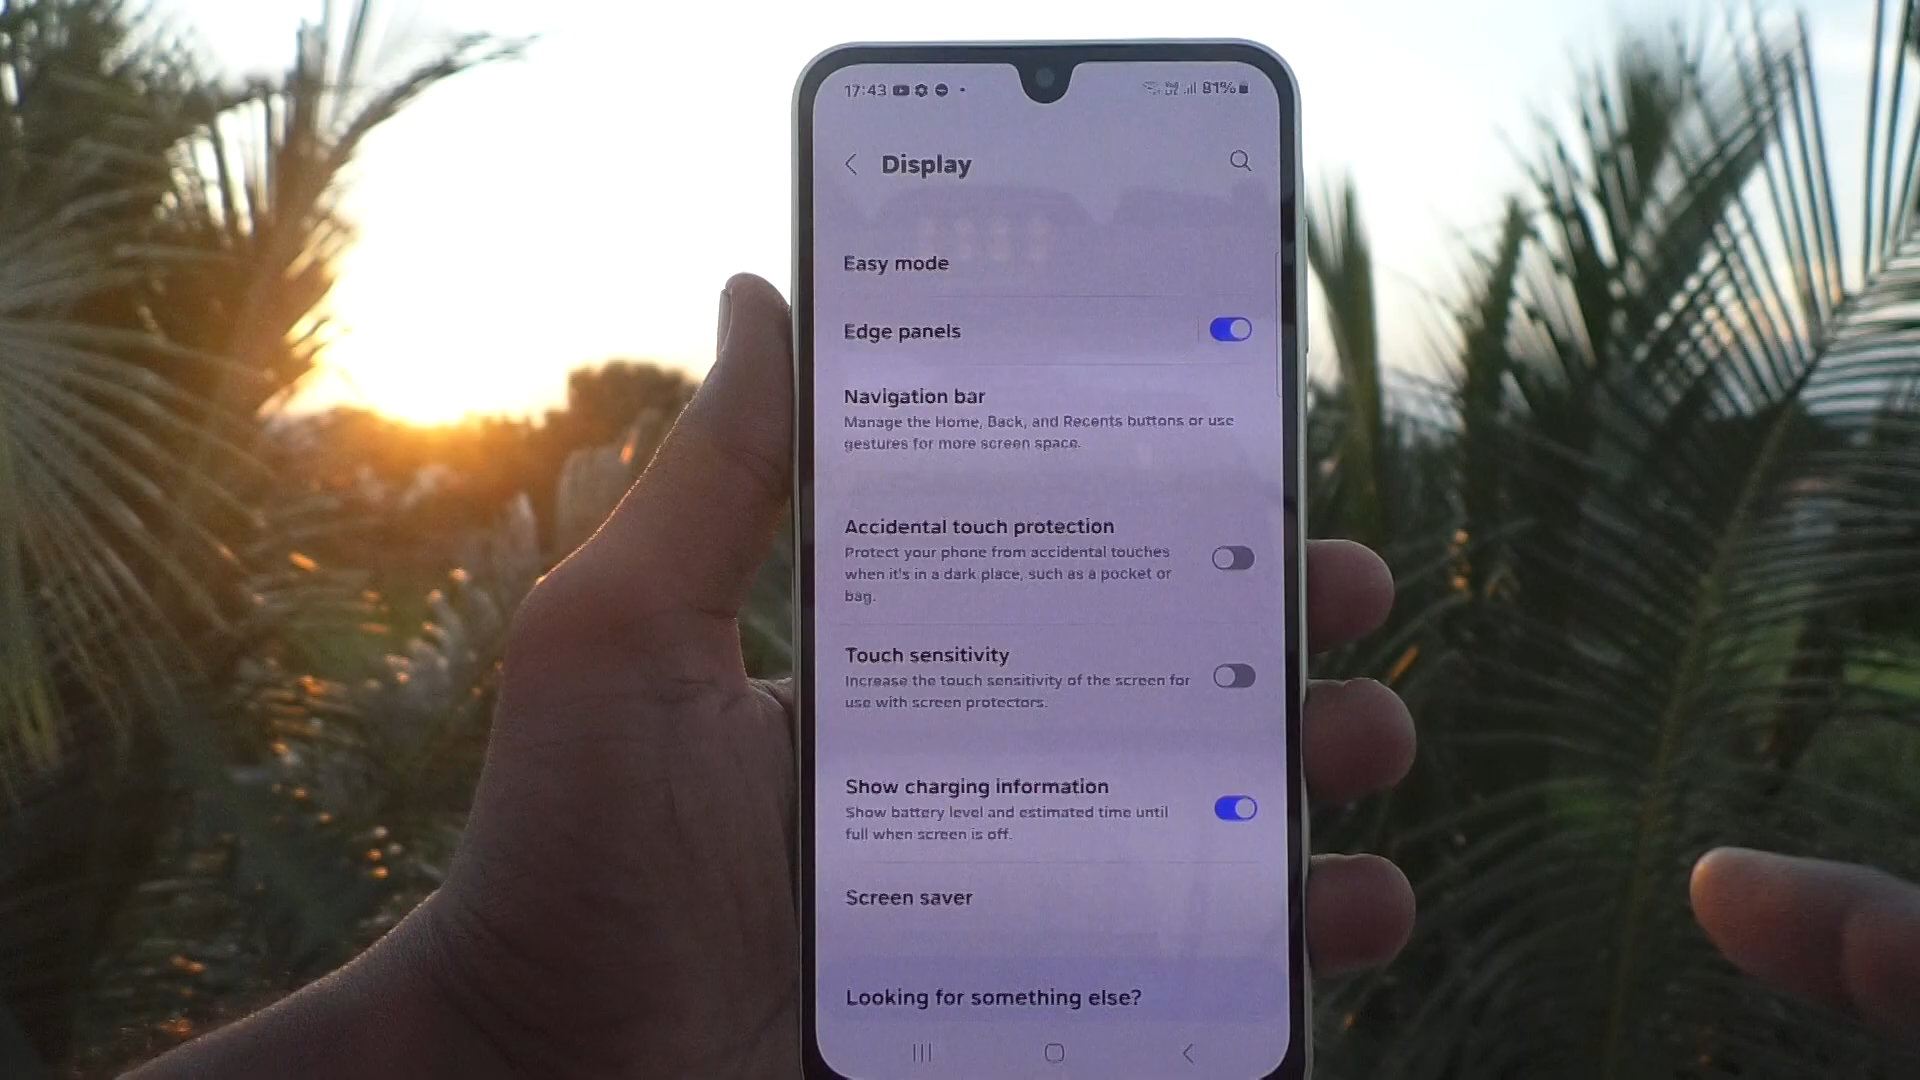 17:43
81%
Display
Easy mode
Edge panels
Navigation bar
Manage the Home, Back, and Recents buttons or use
gestures for more screen space.
Accidental touch protection
Protect your phone from accidental touches
when it's in a dark place, such as a pocket or
bag.
Touch sensitivity
Increase the touch sensitivity of the screen for
use with screen protectors.
Show charging information
Show battery level and estimated time until
full when screen is off.
Screen saver
Looking for something else?